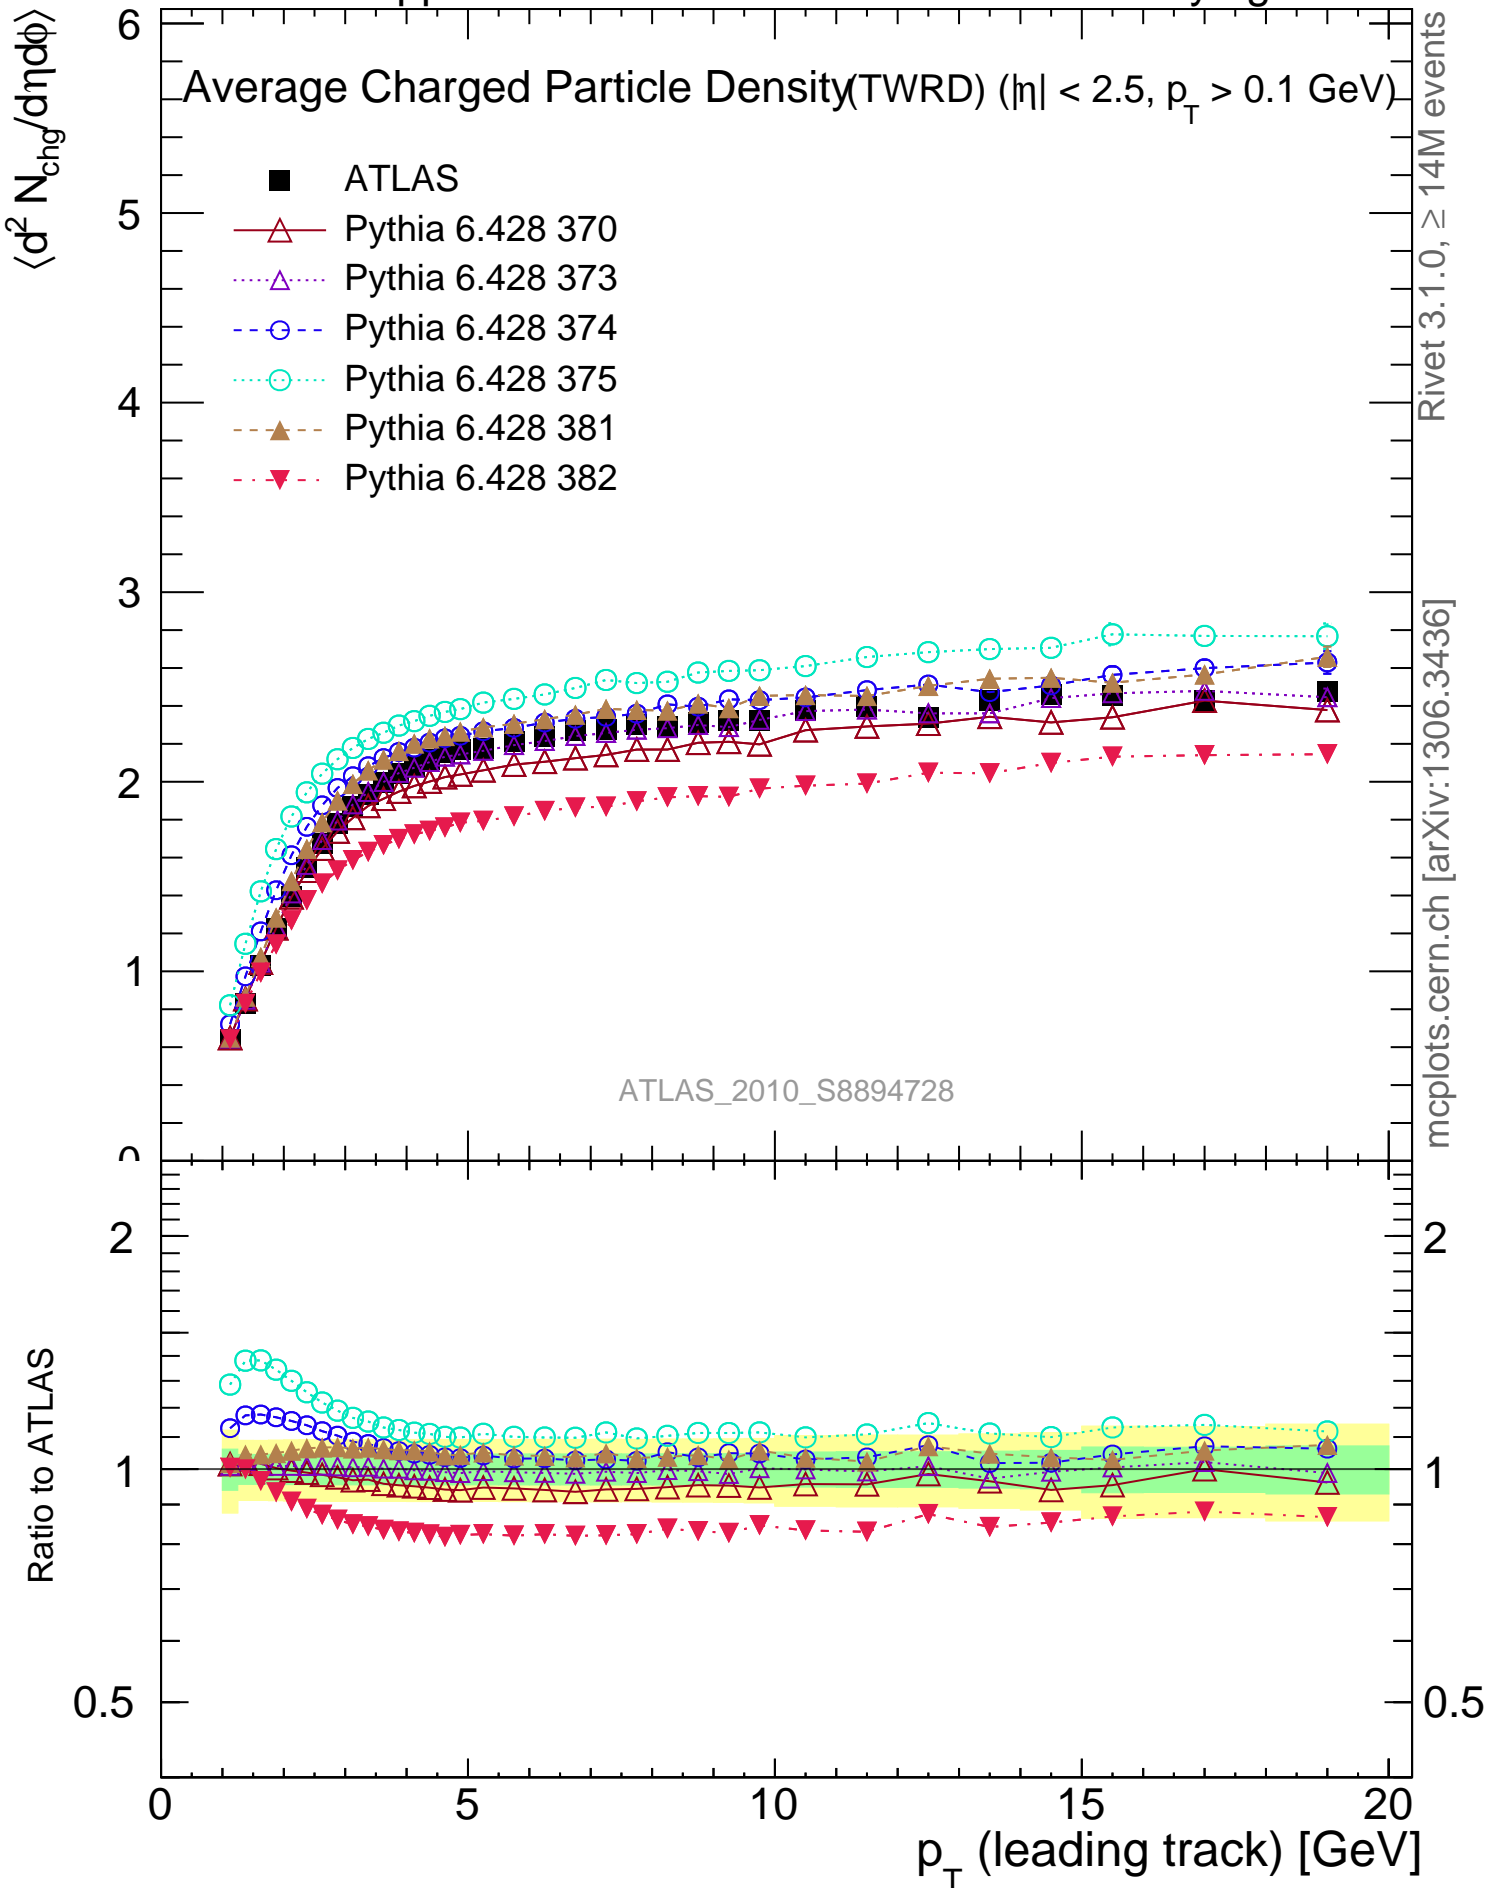 6
Average Charged Particle Density (TWRD) (|η| < 2.5, p_T > 0.1 GeV)
⟨d² N_chg/dηdϕ⟩
ATLAS
Pythia 6.428 370
Pythia 6.428 373
Pythia 6.428 374
Pythia 6.428 375
Pythia 6.428 381
Pythia 6.428 382
5
4
3
2
1
0
ATLAS_2010_S8894728
Rivet 3.1.0, ≥ 14M events
mcplots.cern.ch [arXiv:1306.3436]
Ratio to ATLAS
2 2
1 1
0.5 0.5
0 5 10 15 20
p_T (leading track) [GeV]